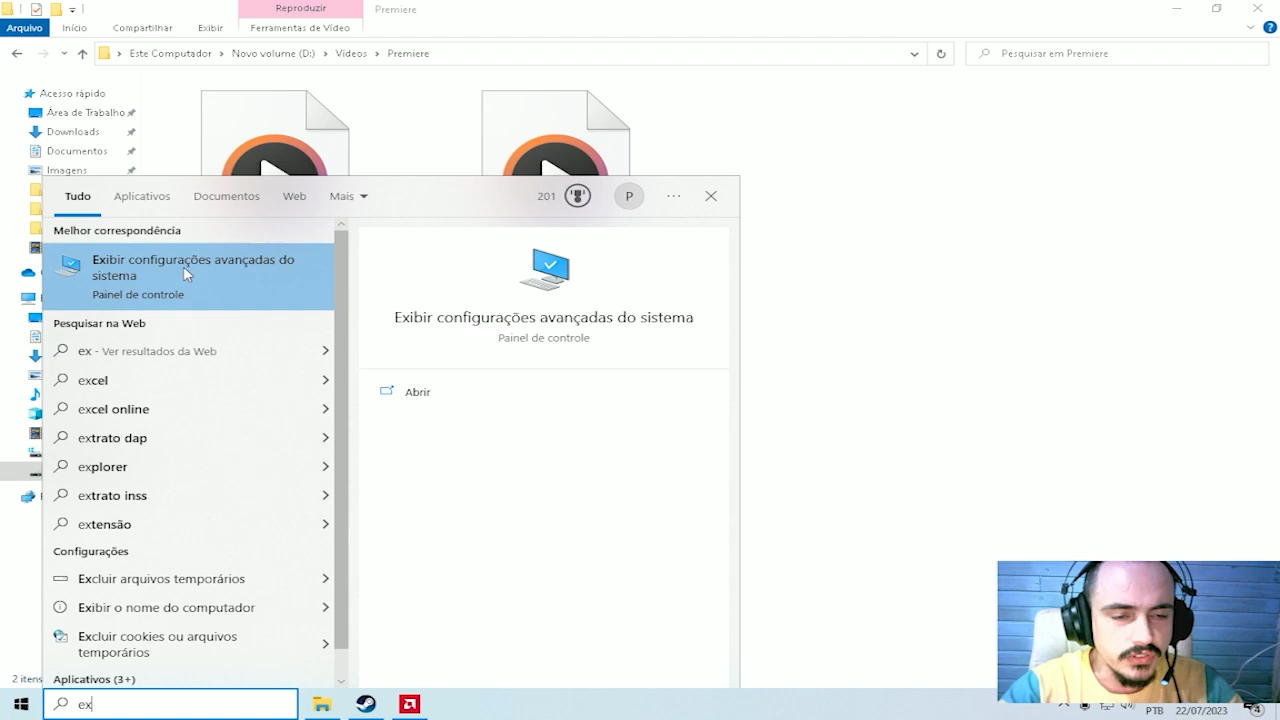 Reproduzir
Premiere
Arquivo
Início
Compartilhar
Exibir
Ferramentas de Vídeo
Este Computador
Novo volume (D:)
Vídeos
Premiere
Pesquisar em Premiere
Acesso rápido
Área de Trabalho
Downloads
Documentos
Imagens
Tudo
Aplicativos
Documentos
Web
Mais
201
P
Melhor correspondência
Exibir configurações avançadas do
sistema
Painel de controle
Pesquisar na Web
ex - Ver resultados da Web
excel
excel online
extrato dap
explorer
extrato inss
extensão
Configurações
Excluir arquivos temporários
Exibir o nome do computador
Excluir cookies ou arquivos
temporários
Aplicativos (3+)
Exibir configurações avançadas do sistema
Painel de controle
Abrir
2 itens
ex
PTB
22/07/2023
4